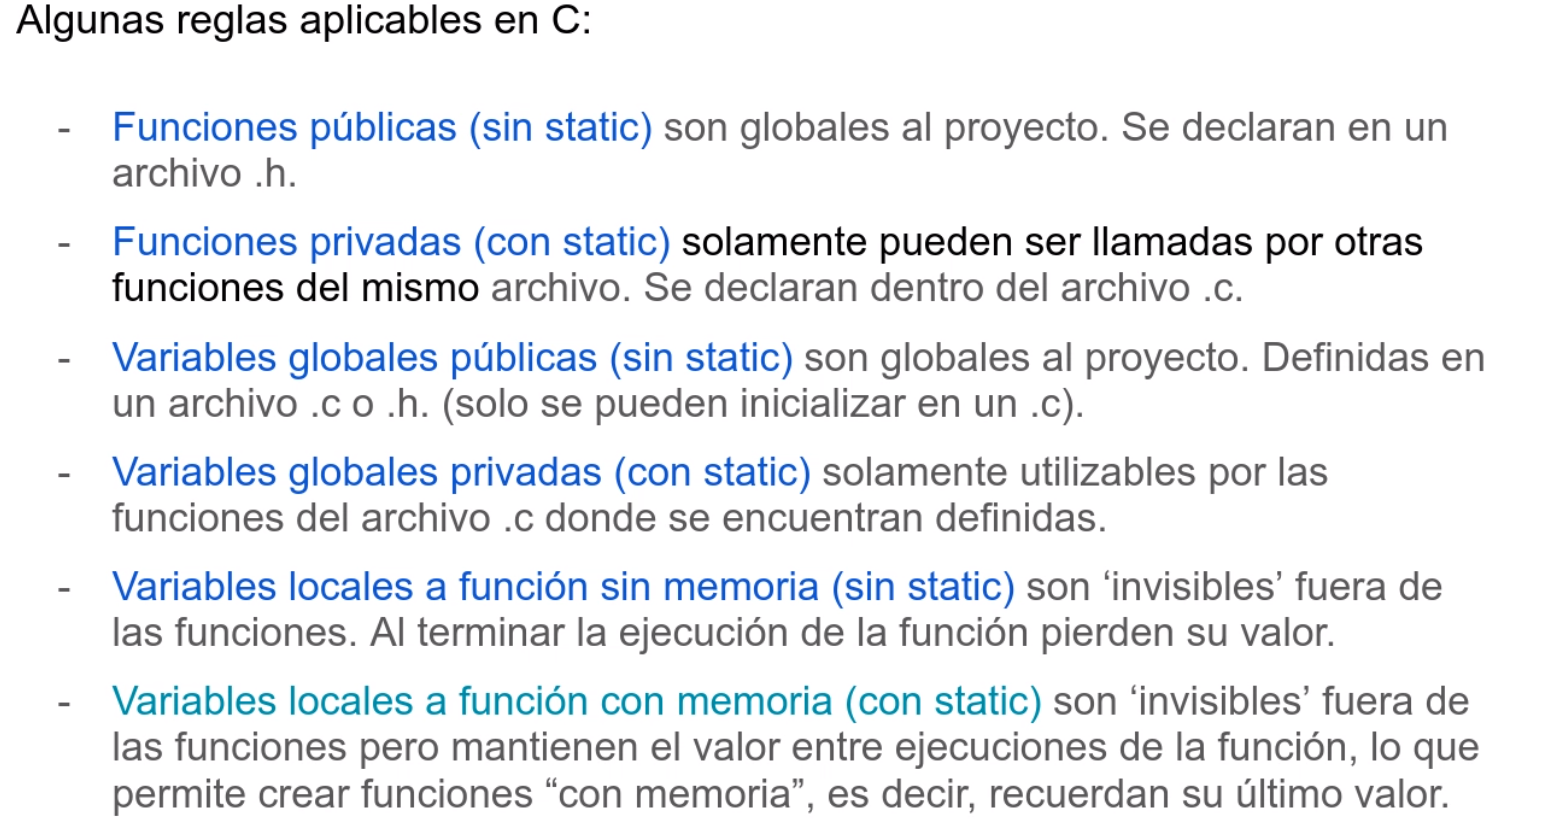 Algunas reglas aplicables en C:
- Funciones públicas (sin static) son globales al proyecto. Se declaran en un
archivo .h.
- Funciones privadas (con static) solamente pueden ser llamadas por otras
funciones del mismo archivo. Se declaran dentro del archivo .c.
- Variables globales públicas (sin static) son globales al proyecto. Definidas en
un archivo .c o .h. (solo se pueden inicializar en un .c).
- Variables globales privadas (con static) solamente utilizables por las
funciones del archivo .c donde se encuentran definidas.
- Variables locales a función sin memoria (sin static) son ‘invisibles’ fuera de
las funciones. Al terminar la ejecución de la función pierden su valor.
- Variables locales a función con memoria (con static) son ‘invisibles’ fuera de
las funciones pero mantienen el valor entre ejecuciones de la función, lo que
permite crear funciones “con memoria”, es decir, recuerdan su último valor.